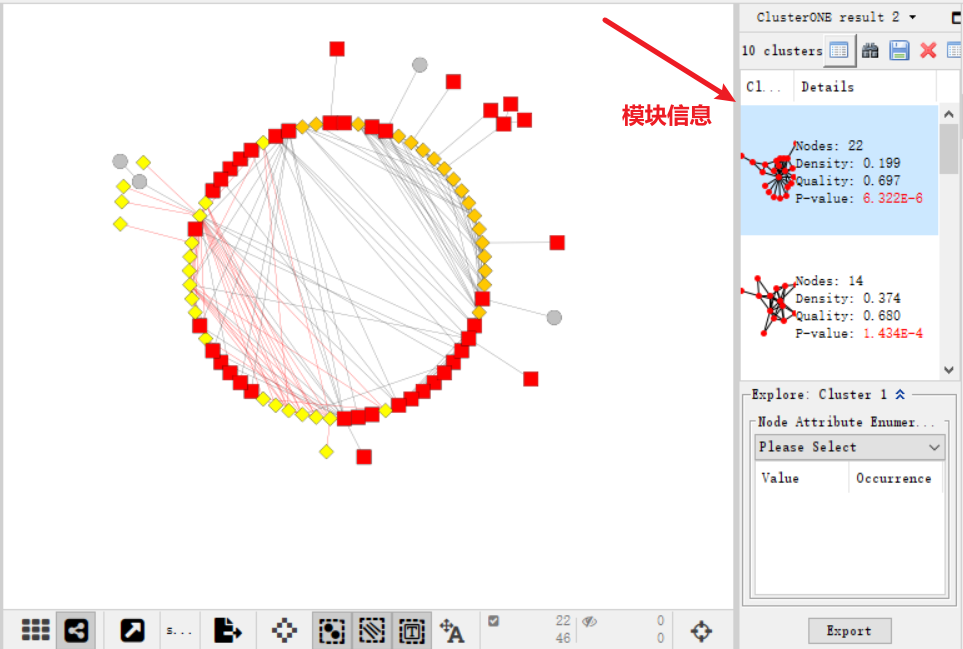 ClusterONE result 2
10 clusters
Cl... Details
模块信息
Nodes: 22
Density: 0.199
Quality: 0.697
P-value: 6.322E-6
Nodes: 14
Density: 0.374
Quality: 0.680
P-value: 1.434E-4
Explore: Cluster 1
Node Attribute Enumer...
Please Select
Value Occurrence
s... T A 22 0
46 0
Export